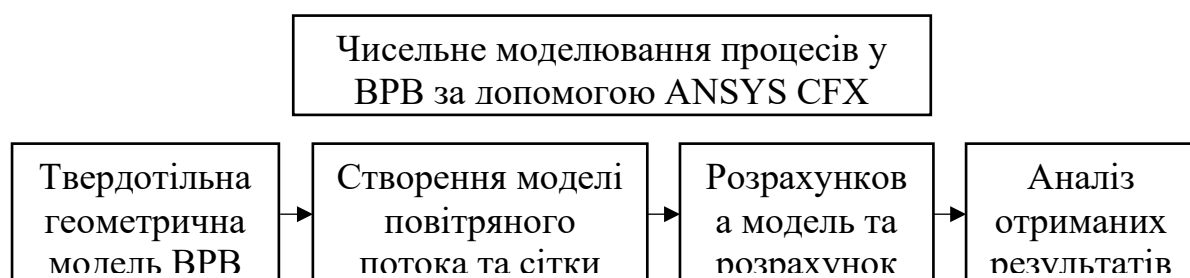 Чисельне моделювання процесів у
ВРВ за допомогою ANSYS CFX
Твердотільна
геометрична
модель ВРВ
Створення моделі
повітряного
потока та сітки
Розрахунков
а модель та
розрахунок
Аналіз
отриманих
результатів